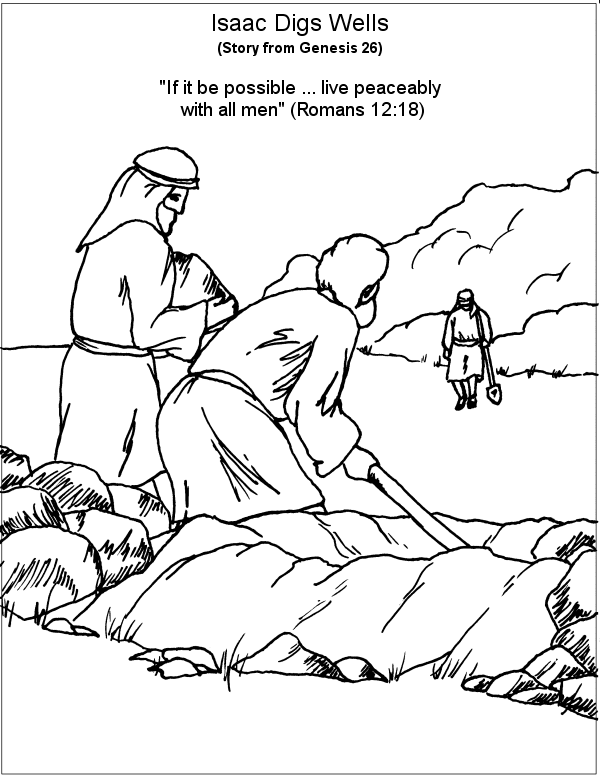 Isaac Digs Wells
(Story from Genesis 26)
"If it be possible ... live peaceably
with all men" (Romans 12:18)